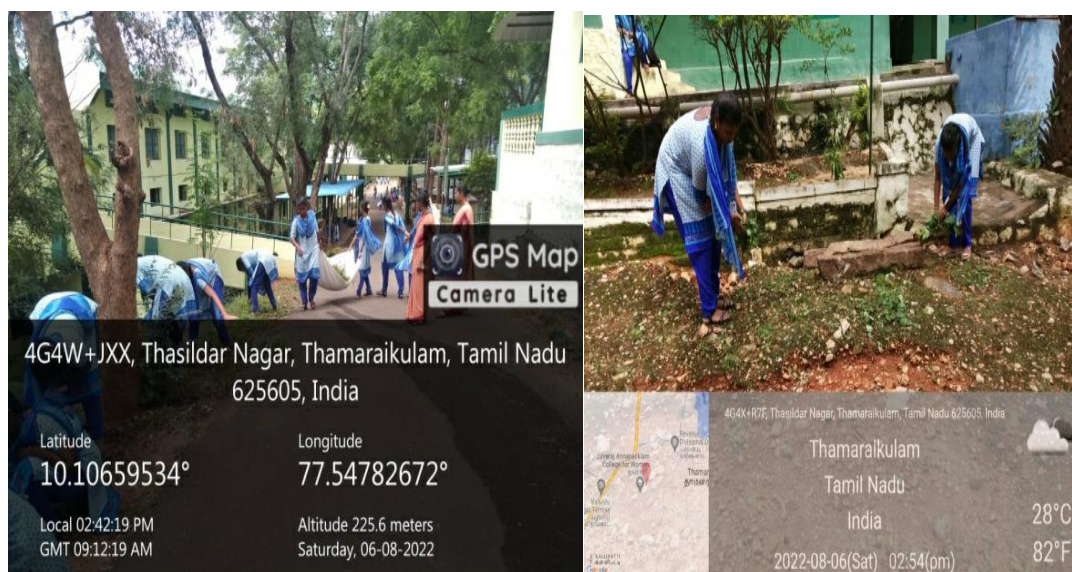 GPS Map
Camera Lite
4G4W+JXX, Thasildar Nagar, Thamaraikulam, Tamil Nadu
625605, India
Latitude
10.10659534°
Longitude
77.54782672°
Local 02:42:19 PM
GMT 09:12:19 AM
Altitude 225.6 meters
Saturday, 06-08-2022
4G4X+R7F, Thasildar Nagar, Thamaraikulam, Tamil Nadu 625605, India
Thamaraikulam
Tamil Nadu
India
2022-08-06(Sat) 02:54(pm)
28°C
82°F
College for Women